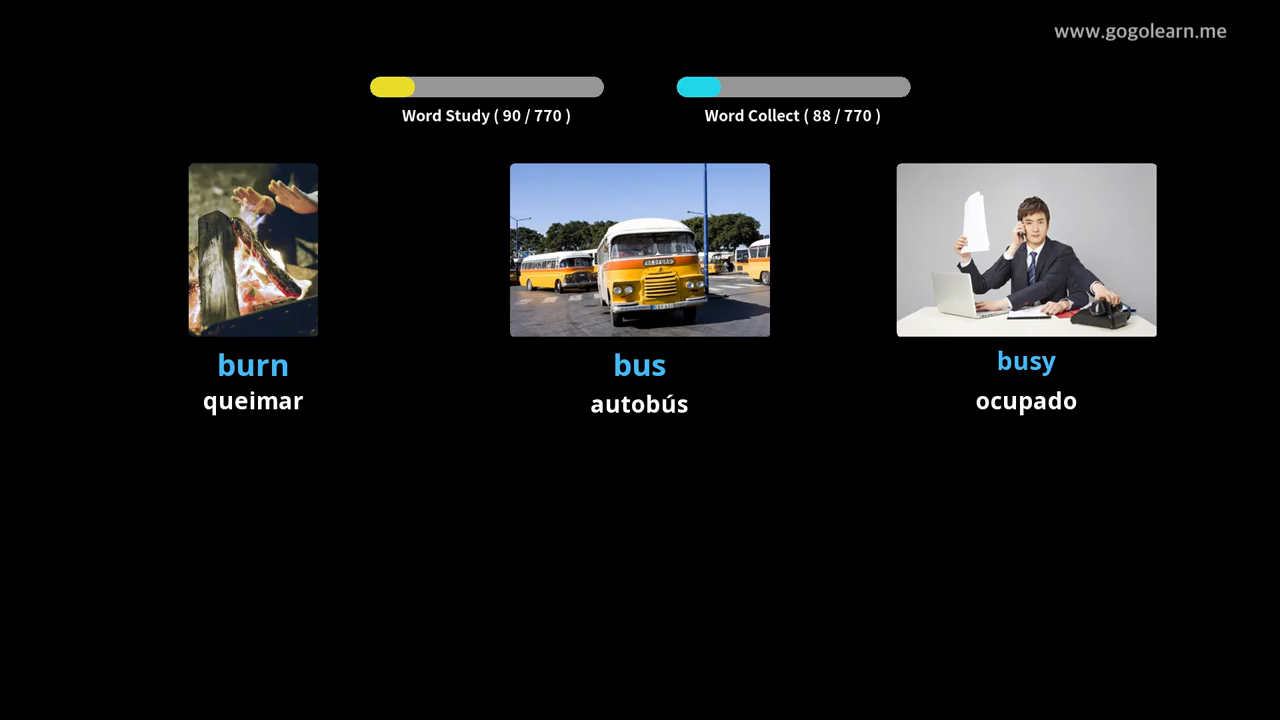 www.gogolearn.me
Word Study ( 90 / 770 )
Word Collect ( 88 / 770 )
burn
queimar
bus
autobús
busy
ocupado